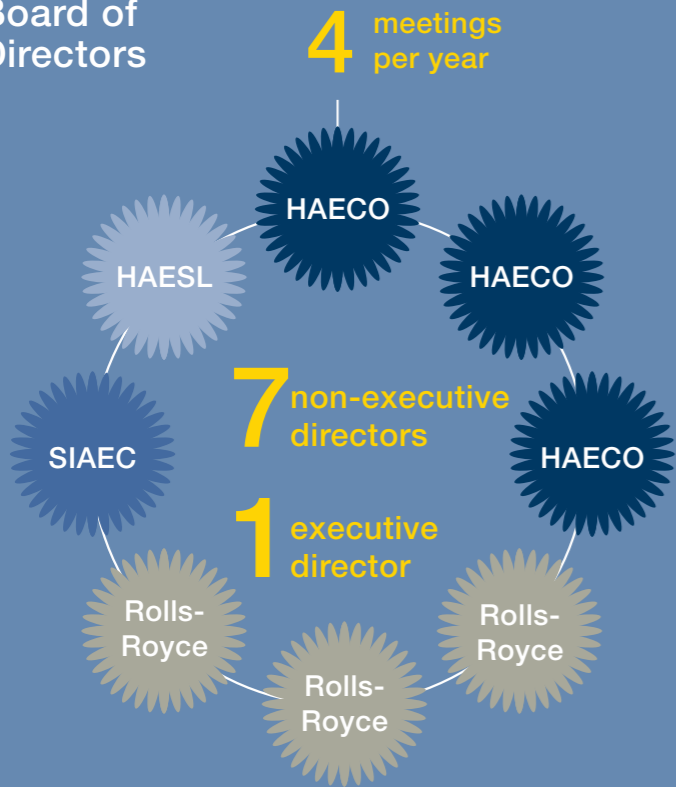 Board of
Directors
4 meetings
per year
HAECO
HAESL
HAECO
7 non-executive
directors
SIAEC
HAECO
1 executive
director
Rolls-
Royce
Rolls-
Royce
Rolls-
Royce